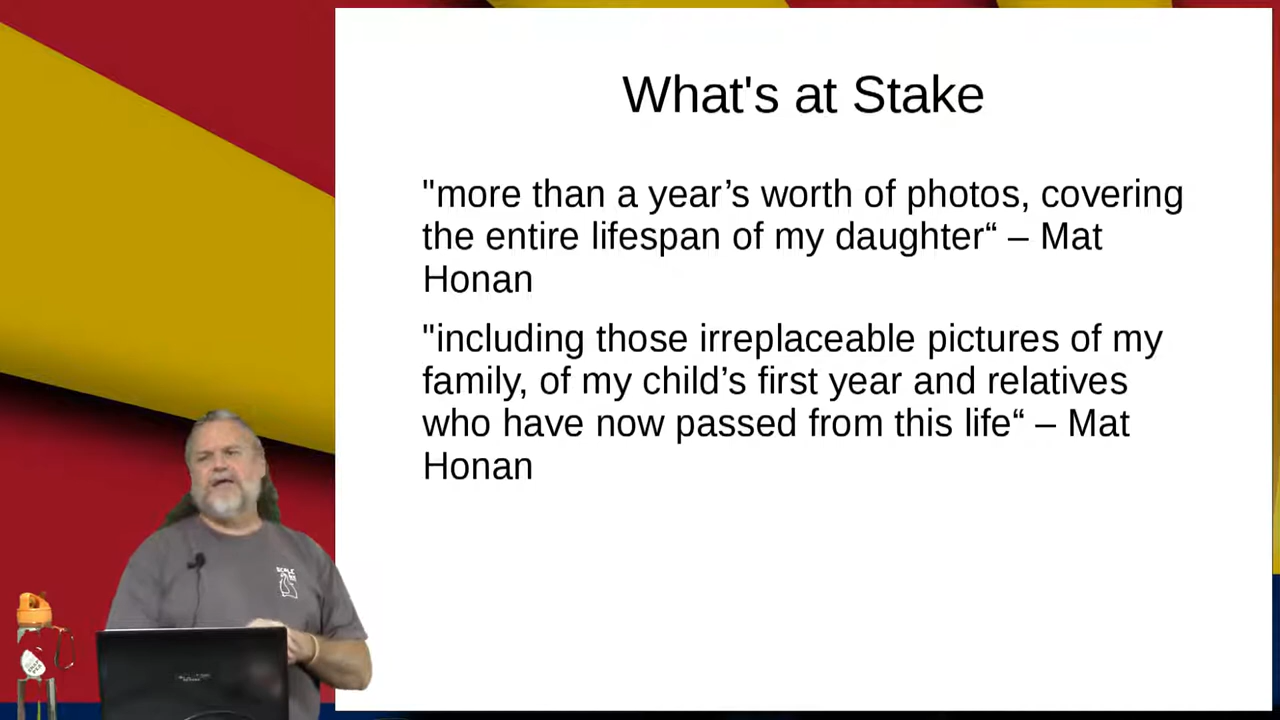 What's at Stake
"more than a year’s worth of photos, covering
the entire lifespan of my daughter“ – Mat
Honan
"including those irreplaceable pictures of my
family, of my child’s first year and relatives
who have now passed from this life“ – Mat
Honan